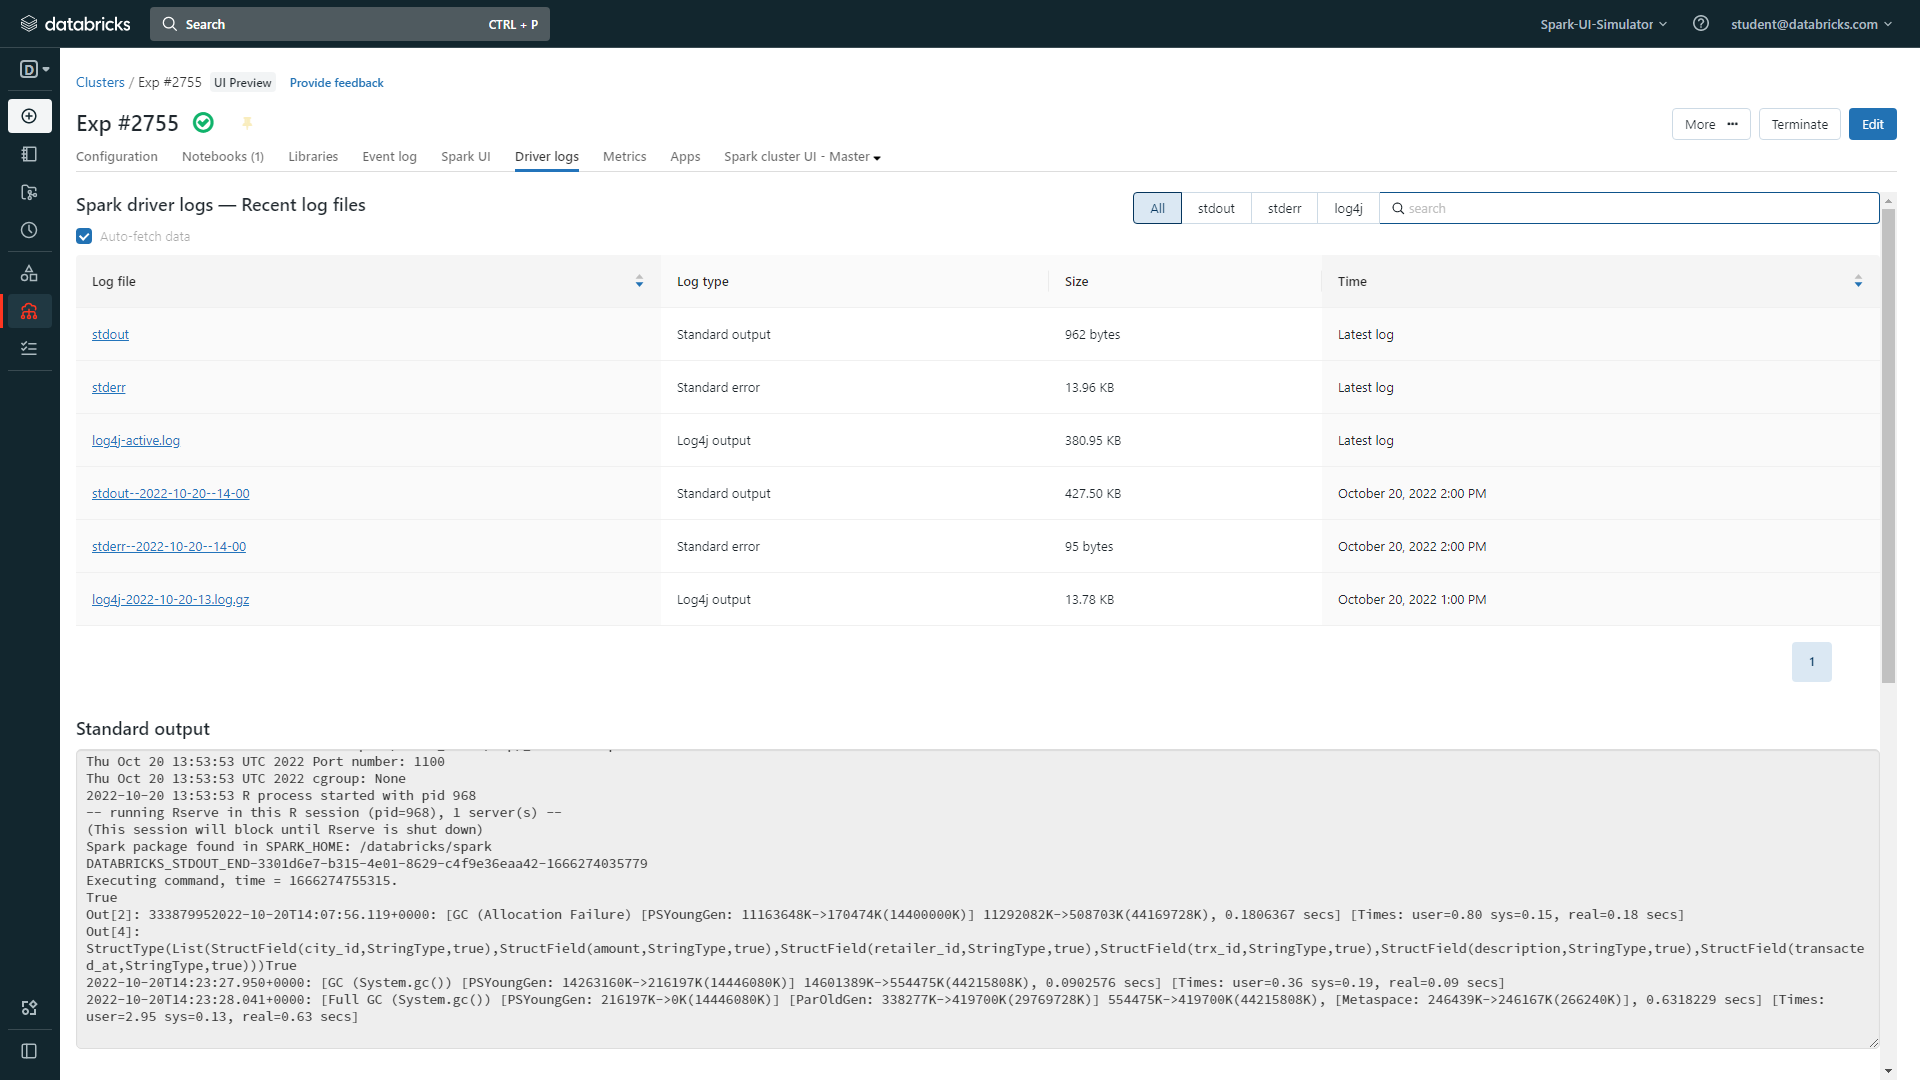 databricks
Search CTRL + P
Spark-UI-Simulator
student@databricks.com
D
Clusters / Exp #2755 UI Preview Provide feedback
Exp #2755
More ··· Terminate Edit
Configuration Notebooks (1) Libraries Event log Spark UI Driver logs Metrics Apps Spark cluster UI - Master
Spark driver logs — Recent log files
All stdout stderr log4j search
Auto-fetch data
Log file Log type Size Time
stdout Standard output 962 bytes Latest log
stderr Standard error 13.96 KB Latest log
log4j-active.log Log4j output 380.95 KB Latest log
stdout--2022-10-20--14-00 Standard output 427.50 KB October 20, 2022 2:00 PM
stderr--2022-10-20--14-00 Standard error 95 bytes October 20, 2022 2:00 PM
log4j-2022-10-20-13.log.gz Log4j output 13.78 KB October 20, 2022 1:00 PM
1
Standard output
Thu Oct 20 13:53:53 UTC 2022 Port number: 1100
Thu Oct 20 13:53:53 UTC 2022 cgroup: None
2022-10-20 13:53:53 R process started with pid 968
-- running Rserve in this R session (pid=968), 1 server(s) --
(This session will block until Rserve is shut down)
Spark package found in SPARK_HOME: /databricks/spark
DATABRICKS_STDOUT_END-3301d6e7-b315-4e01-8629-c4f9e36eaa42-1666274035779
Executing command, time = 1666274755315.
True
Out[2]: 333879952022-10-20T14:07:56.119+0000: [GC (Allocation Failure) [PSYoungGen: 11163648K->170474K(14400000K)] 11292082K->508703K(44169728K), 0.1806367 secs] [Times: user=0.80 sys=0.15, real=0.18 secs]
Out[4]:
StructType(List(StructField(city_id,StringType,true),StructField(amount,StringType,true),StructField(retailer_id,StringType,true),StructField(trx_id,StringType,true),StructField(description,StringType,true),StructField(transacte
d_at,StringType,true)))True
2022-10-20T14:23:27.950+0000: [GC (System.gc()) [PSYoungGen: 14263160K->216197K(14446080K)] 14601389K->554475K(44215808K), 0.0902576 secs] [Times: user=0.36 sys=0.19, real=0.09 secs]
2022-10-20T14:23:28.041+0000: [Full GC (System.gc()) [PSYoungGen: 216197K->0K(14446080K)] [ParOldGen: 338277K->419700K(29769728K)] 554475K->419700K(44215808K), [Metaspace: 246439K->246167K(266240K)], 0.6318229 secs] [Times:
user=2.95 sys=0.13, real=0.63 secs]